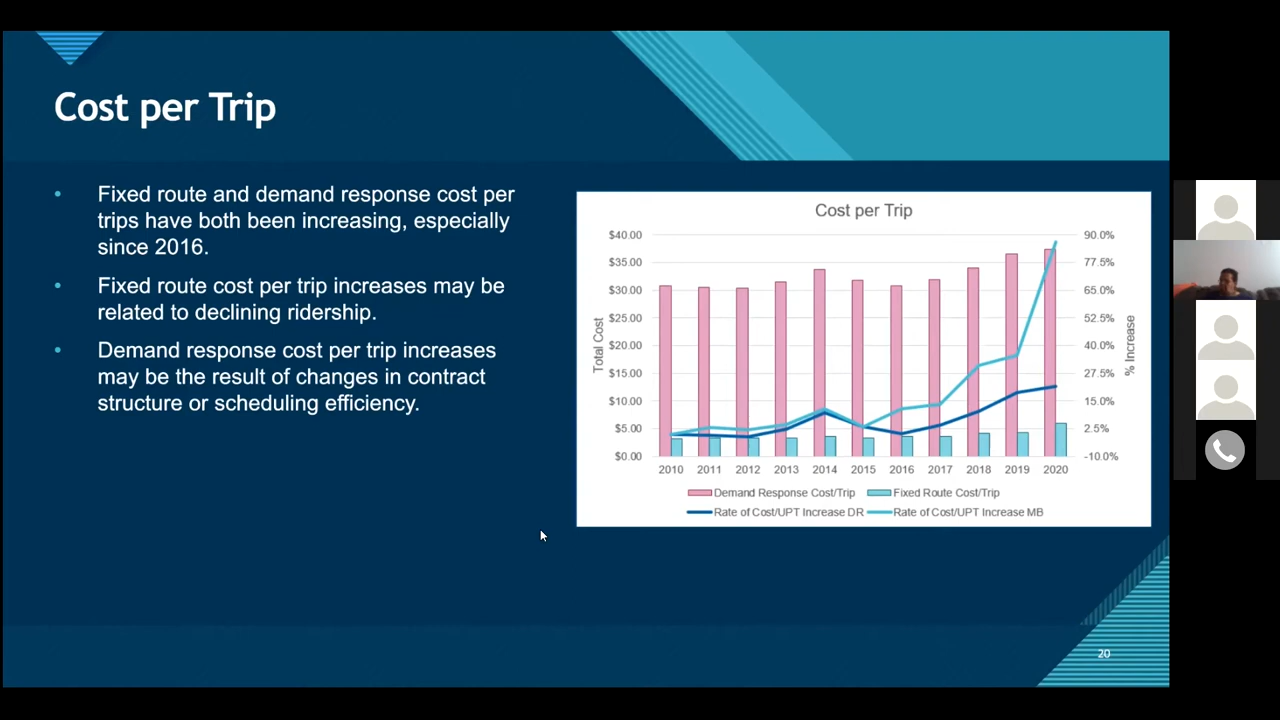 Cost per Trip
• Fixed route and demand response cost per
trips have both been increasing, especially
since 2016.
• Fixed route cost per trip increases may be
related to declining ridership.
• Demand response cost per trip increases
may be the result of changes in contract
structure or scheduling efficiency.
Cost per Trip
Total Cost
$40.00
$35.00
$30.00
$25.00
$20.00
$15.00
$10.00
$5.00
$0.00
90.0%
77.5%
65.0%
52.5%
40.0%
27.5%
15.0%
2.5%
-10.0%
% Increase
2010 2011 2012 2013 2014 2015 2016 2017 2018 2019 2020
Demand Response Cost/Trip Fixed Route Cost/Trip
Rate of Cost/UPT Increase DR Rate of Cost/UPT Increase MB
20